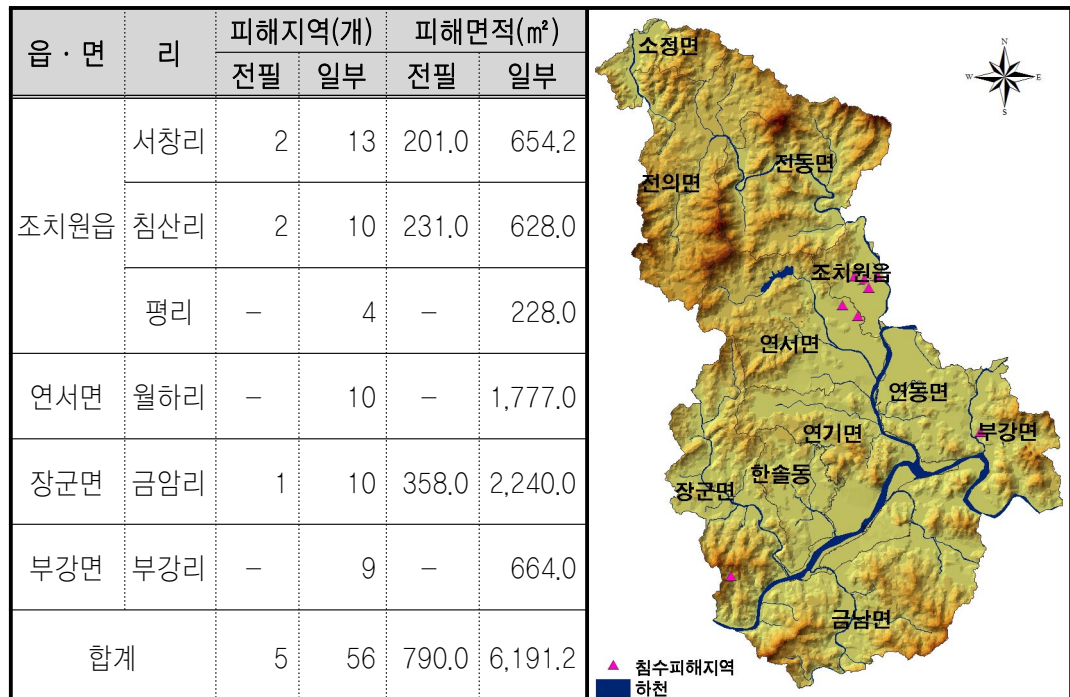 읍 · 면 리 피해지역(개) 피해면적(㎡)
전필 일부 전필 일부
조치원읍 서창리 2 13 201.0 654.2
침산리 2 10 231.0 628.0
평리 – 4 – 228.0
연서면 월하리 – 10 – 1,777.0
장군면 금암리 1 10 358.0 2,240.0
부강면 부강리 – 9 – 664.0
합계 5 56 790.0 6,191.2
소정면
N
W E
S
전동면
전의면
조치원읍
연서면
연동면
연기면
부강면
한솔동
장군면
금남면
침수피해지역
하천